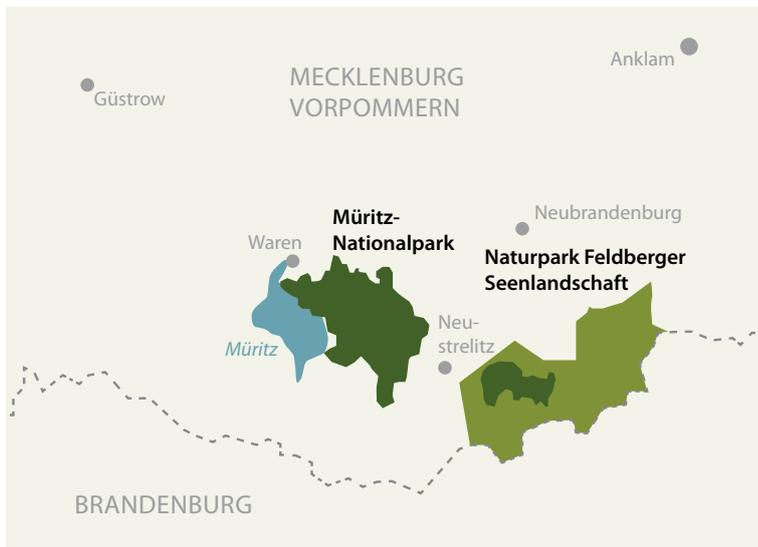 Anklam
MECKLENBURG
VORPOMMERN
Güstrow
Müritz-
Nationalpark
Neubrandenburg
Waren
Naturpark Feldberger
Seenlandschaft
Neu-
strelitz
Müritz
BRANDENBURG